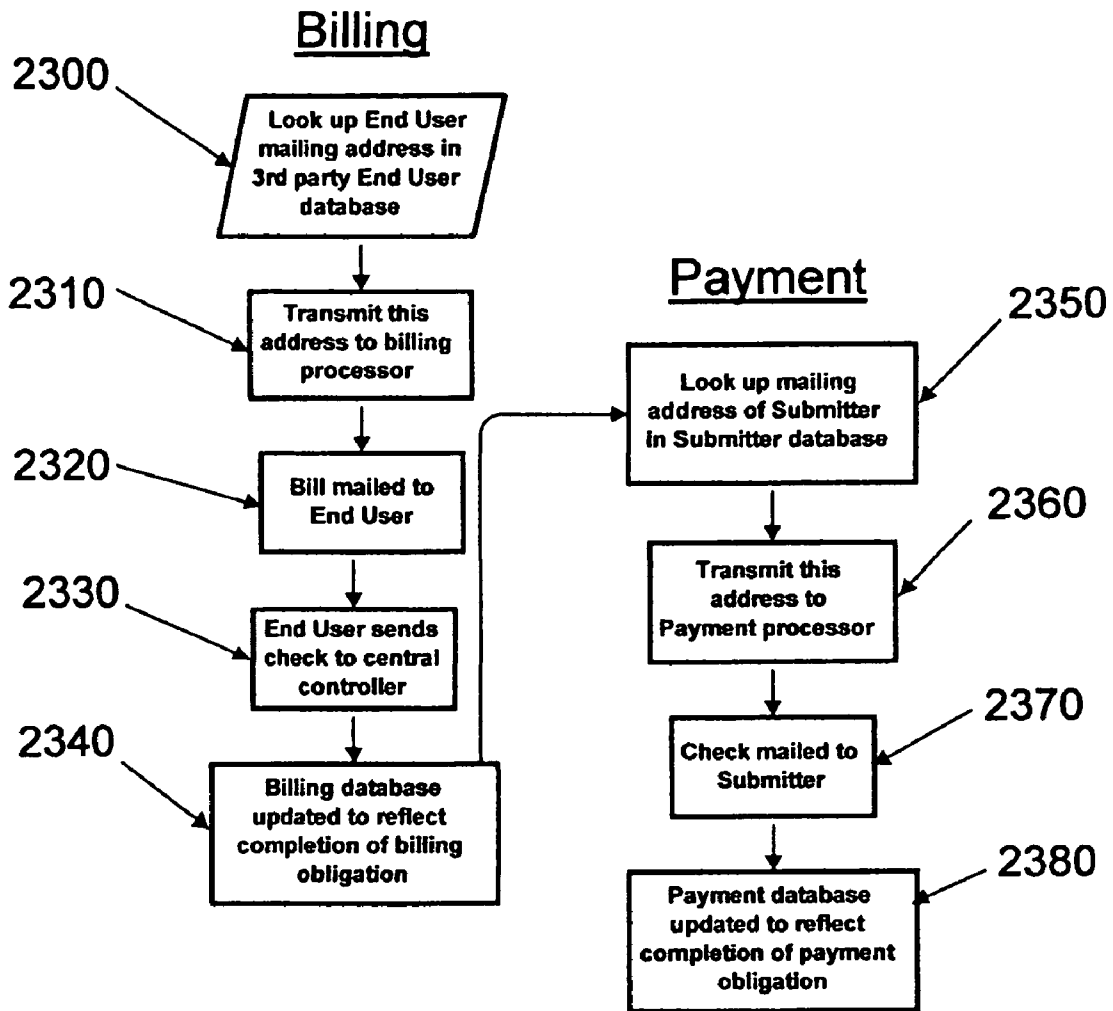 Billing
2300
Look up End User
mailing address in
3rd party End User
database
2310
Transmit this
address to billing
processor
2320
Bill mailed to
End User
2330
End User sends
check to central
controller
2340
Billing database
updated to reflect
completion of billing
obligation
Payment
2350
Look up mailing
address of Submitter
in Submitter database
2360
Transmit this
address to
Payment processor
2370
Check mailed to
Submitter
2380
Payment database
updated to reflect
completion of payment
obligation